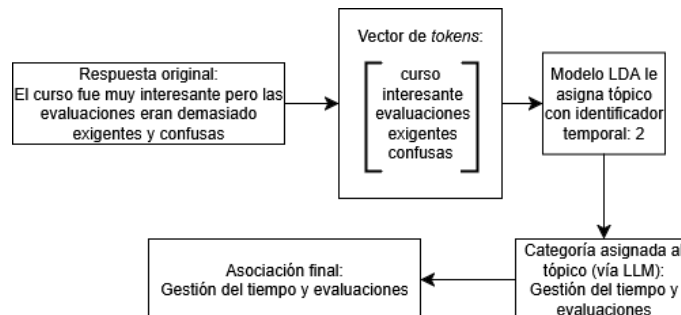 Respuesta original:
El curso fue muy interesante pero las
evaluaciones eran demasiado
exigentes y confusas
Vector de tokens:
curso
interesante
evaluaciones
exigentes
confusas
Modelo LDA le
asigna tópico
con identificador
temporal: 2
Categoría asignada al
tópico (vía LLM):
Gestión del tiempo y
evaluaciones
Asociación final:
Gestión del tiempo y evaluaciones